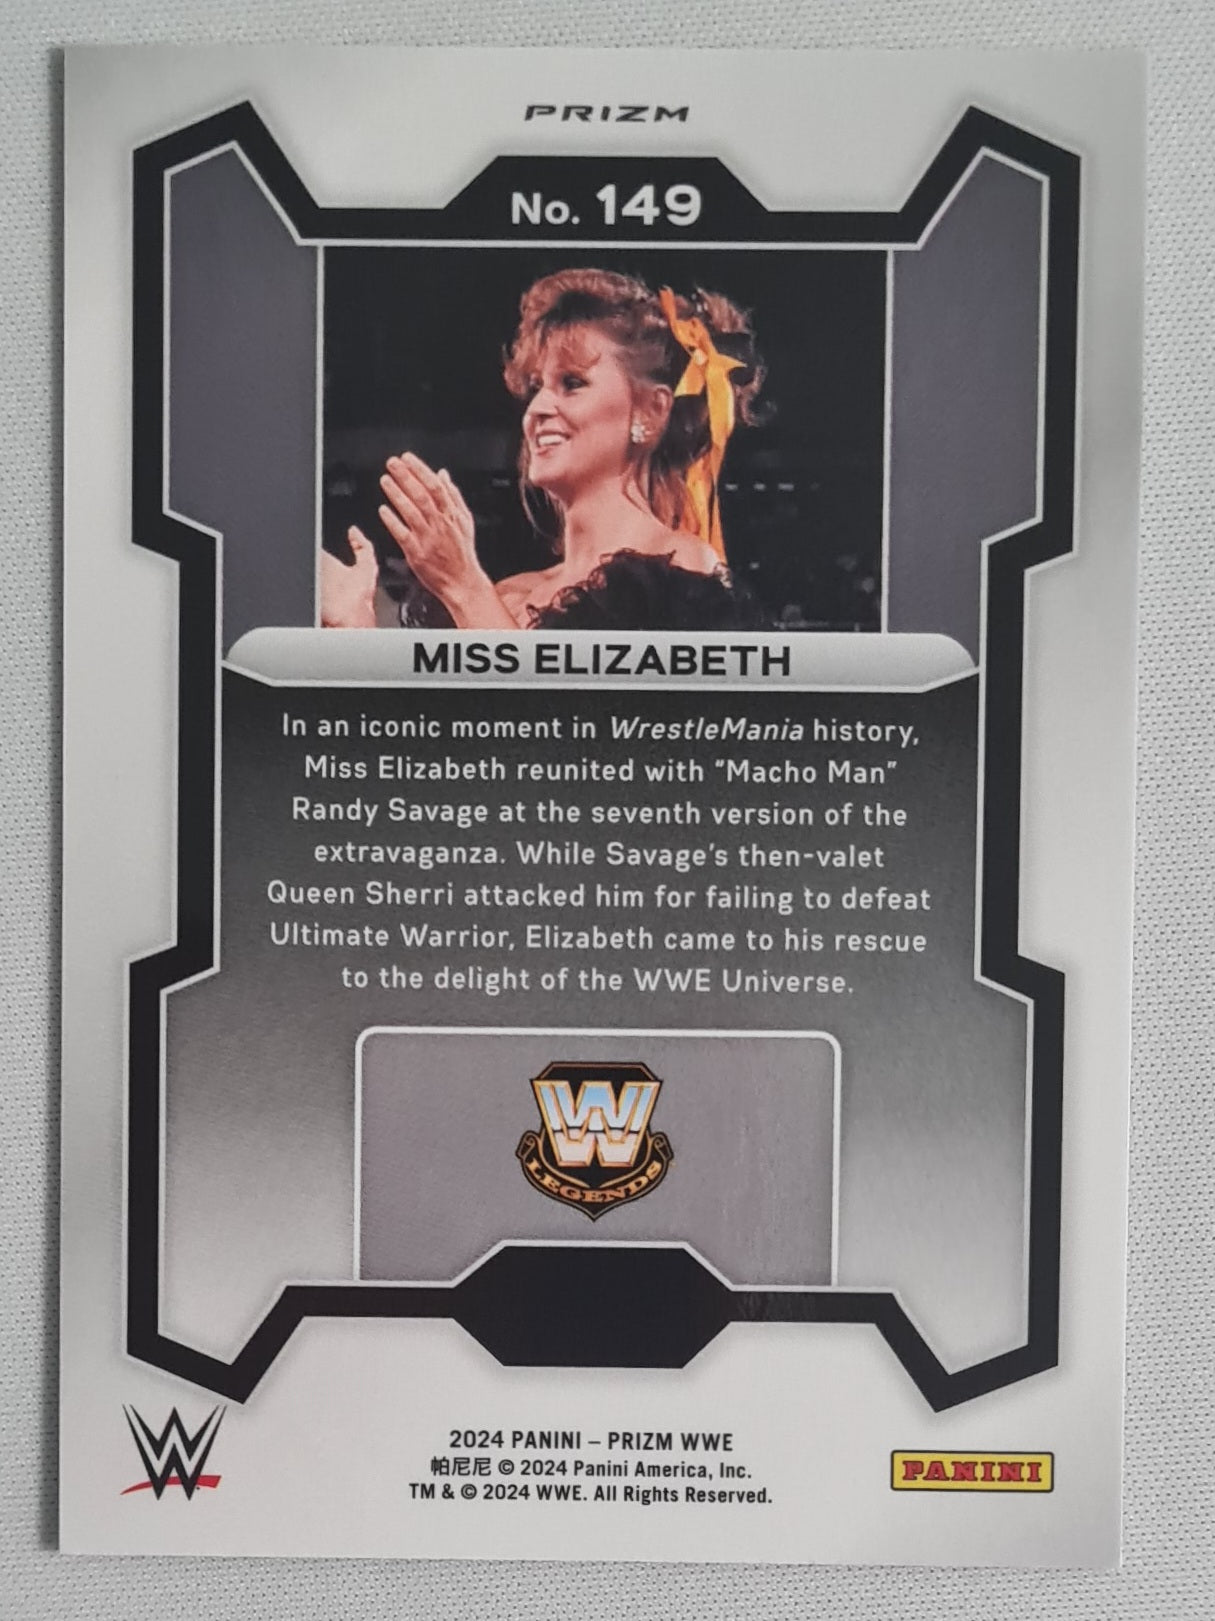 PRIZM
No. 149
MISS ELIZABETH
In an iconic moment in WrestleMania history,
Miss Elizabeth reunited with “Macho Man”
Randy Savage at the seventh version of the
extravaganza. While Savage’s then-valet
Queen Sherri attacked him for failing to defeat
Ultimate Warrior, Elizabeth came to his rescue
to the delight of the WWE Universe.
W
LEGENDS
W
2024 PANINI – PRIZM WWE
帕尼尼 © 2024 Panini America, Inc.
TM & © 2024 WWE. All Rights Reserved.
PANINI